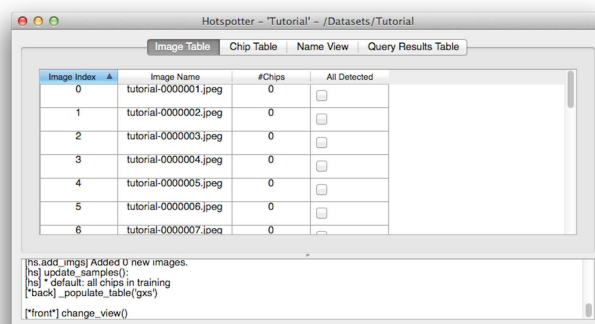 Hotspotter - 'Tutorial' - /Datasets/Tutorial
Image Table Chip Table Name View Query Results Table
Image Index Image Name #Chips All Detected
0 tutorial-0000001.jpeg 0
1 tutorial-0000002.jpeg 0
2 tutorial-0000003.jpeg 0
3 tutorial-0000004.jpeg 0
4 tutorial-0000005.jpeg 0
5 tutorial-0000006.jpeg 0
6 tutorial-0000007.jpeg 0
[hs.add_imgs] Added 0 new images.
[hs] update_samples():
[hs] * default: all chips in training
[*back] _populate_table('gxs')
[*front*] change_view()